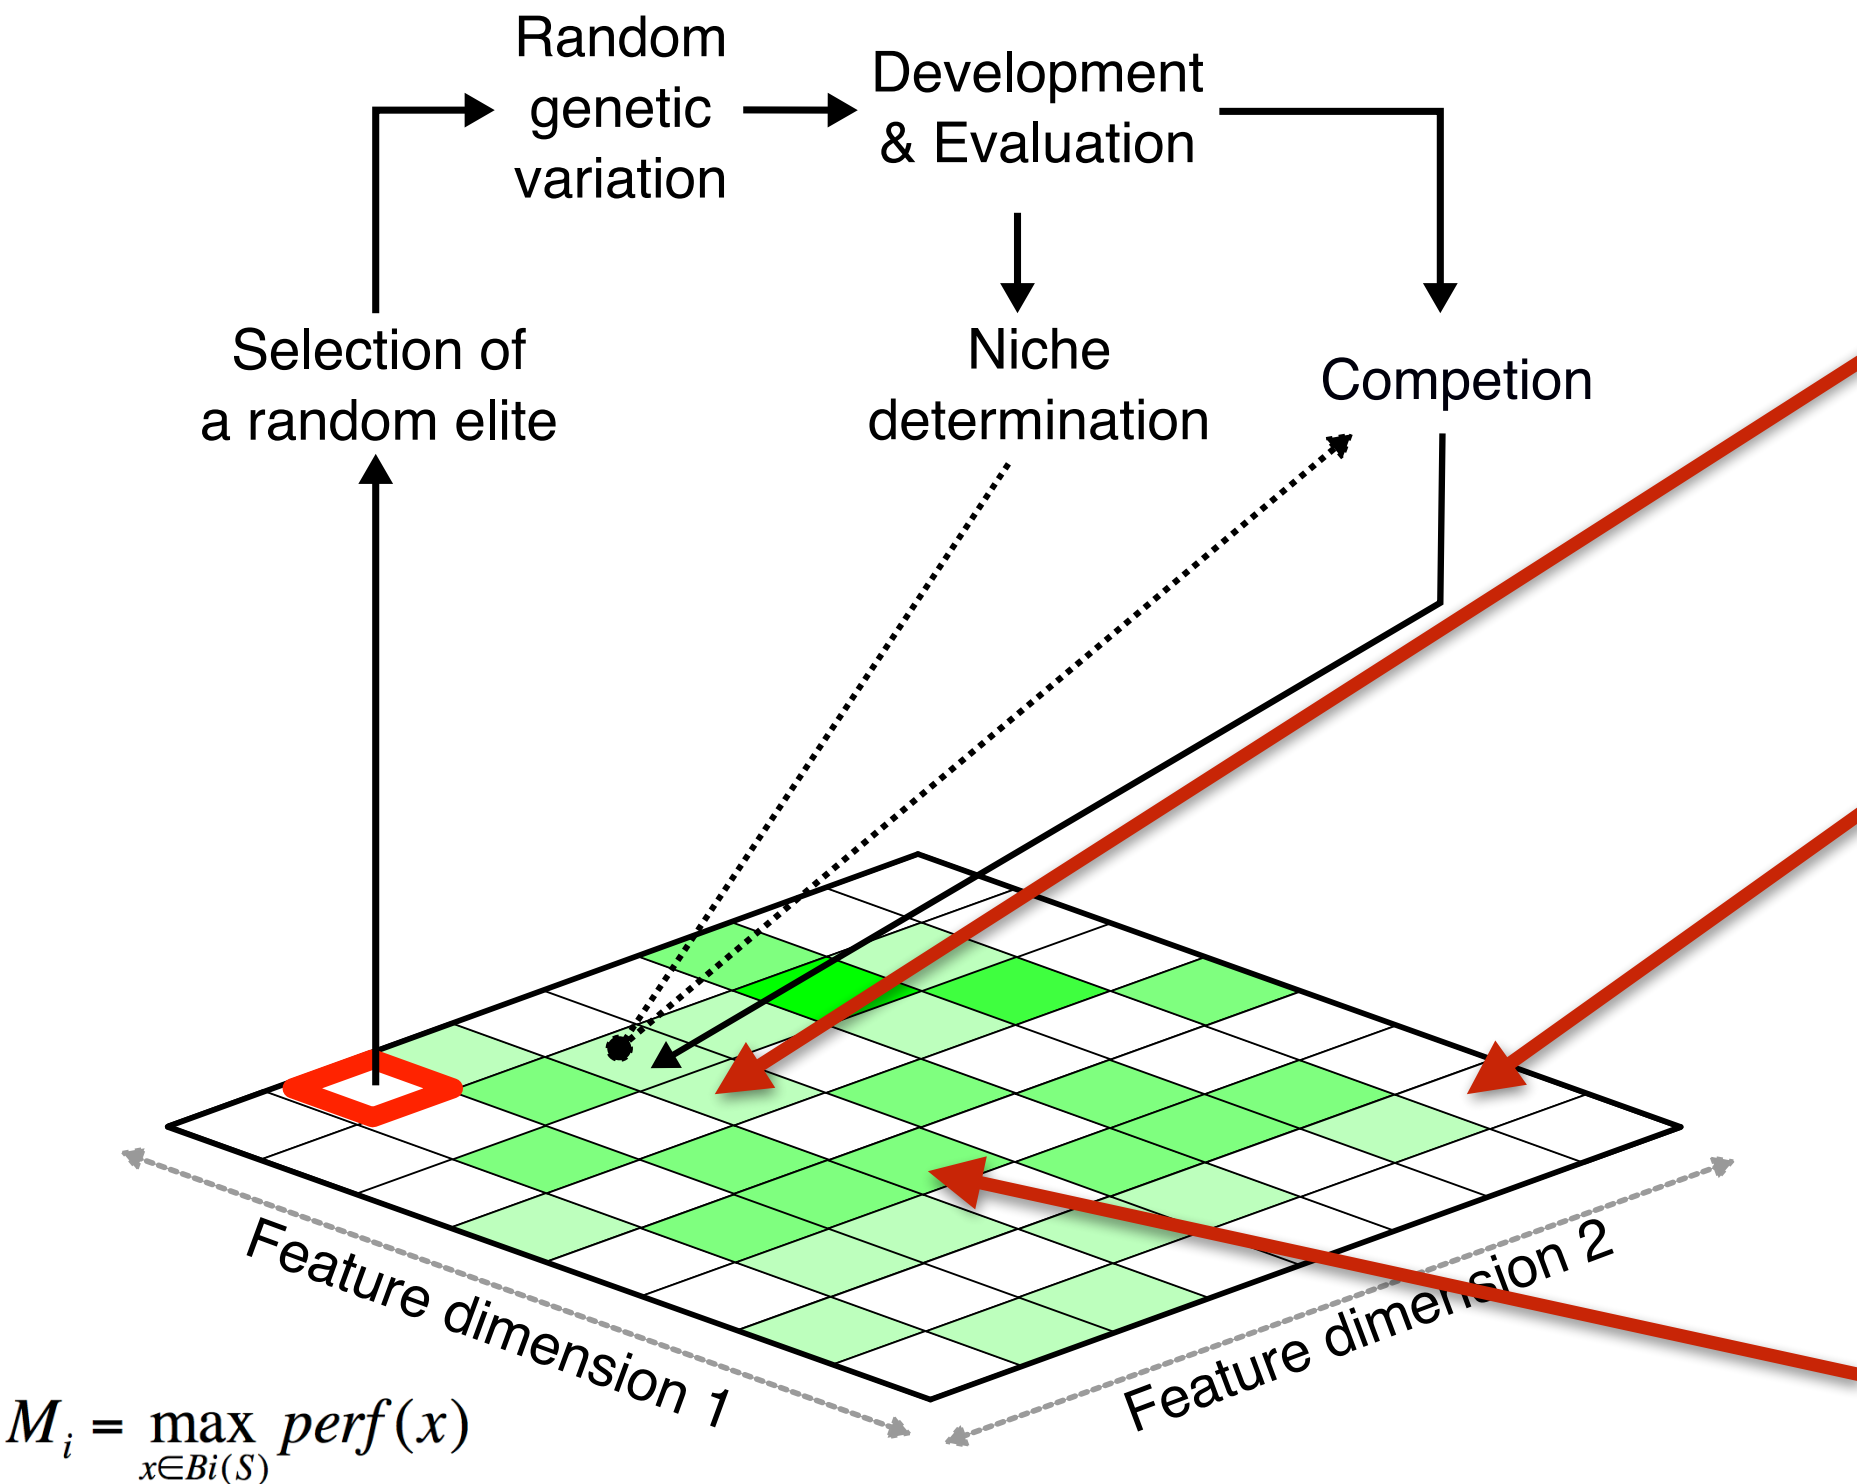 Random
genetic
variation
Development
& Evaluation
Selection of
a random elite
Niche
determination
Competion
Feature dimension 1
Feature dimension 2
M_i = max perf(x)
x∈Bi(S)